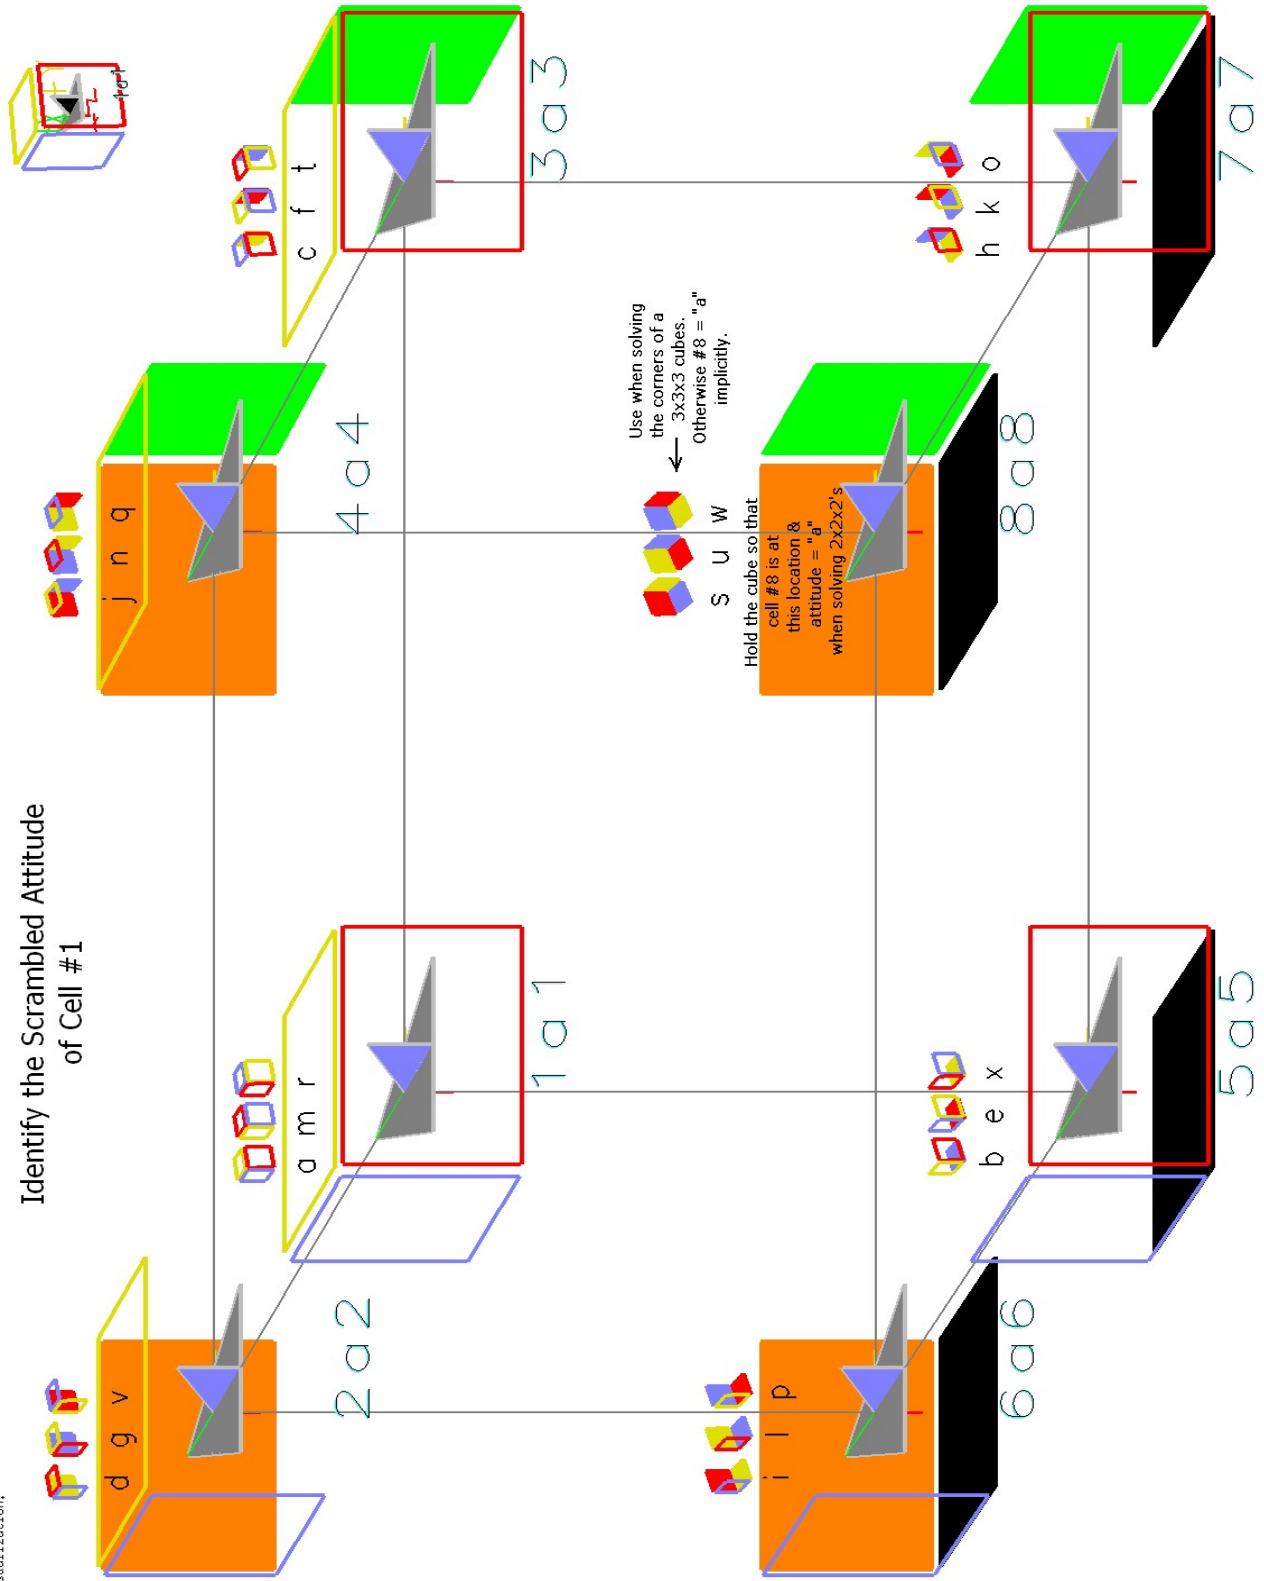 Identify the Scrambled Attitude
of Cell #1
1a1
d g v
j n q
a m r
c f t
2 a 2
4 a 4
1 a 1
3 a 3
Use when solving
the corners of a
3x3x3 cubes.
Otherwise #8 = "a"
implicitly.
s u w
i l p
Hold the cube so that
cell #8 is at
this location &
attitude = "a"
when solving 2x2x2's
b e x
h k o
6 a 6
8 a 8
5 a 5
7 a 7